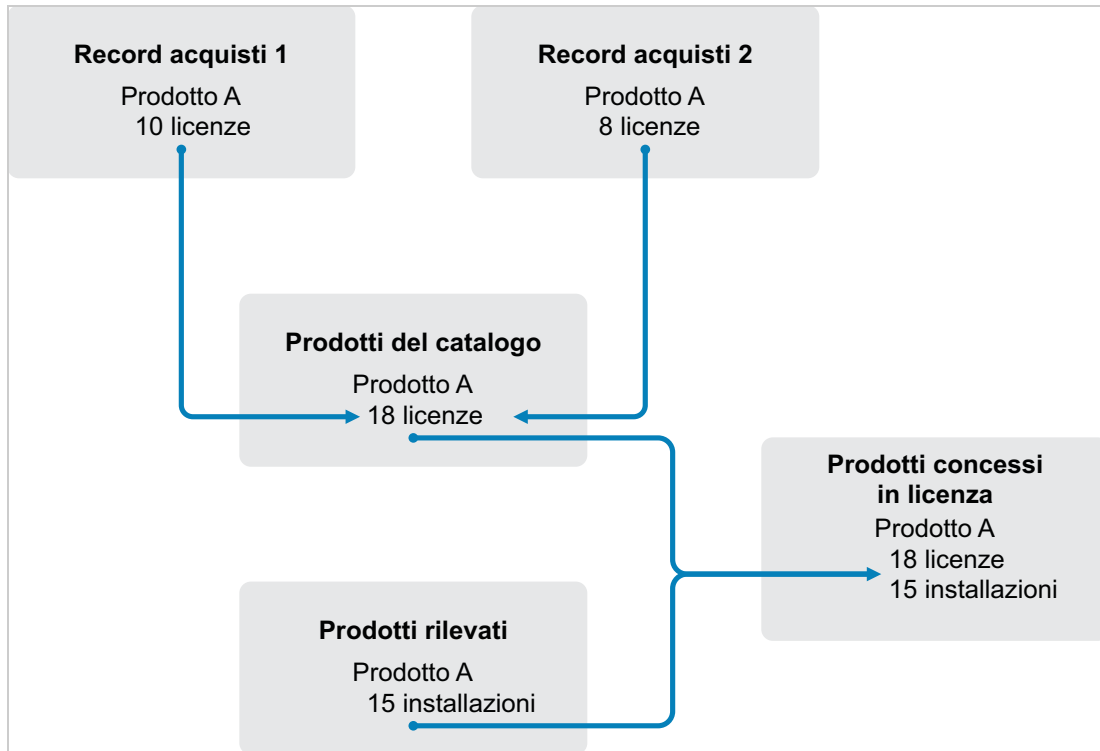 Record acquisti 1
Prodotto A
10 licenze
Record acquisti 2
Prodotto A
8 licenze
Prodotti del catalogo
Prodotto A
18 licenze
Prodotti concessi
in licenza
Prodotto A
18 licenze
15 installazioni
Prodotti rilevati
Prodotto A
15 installazioni